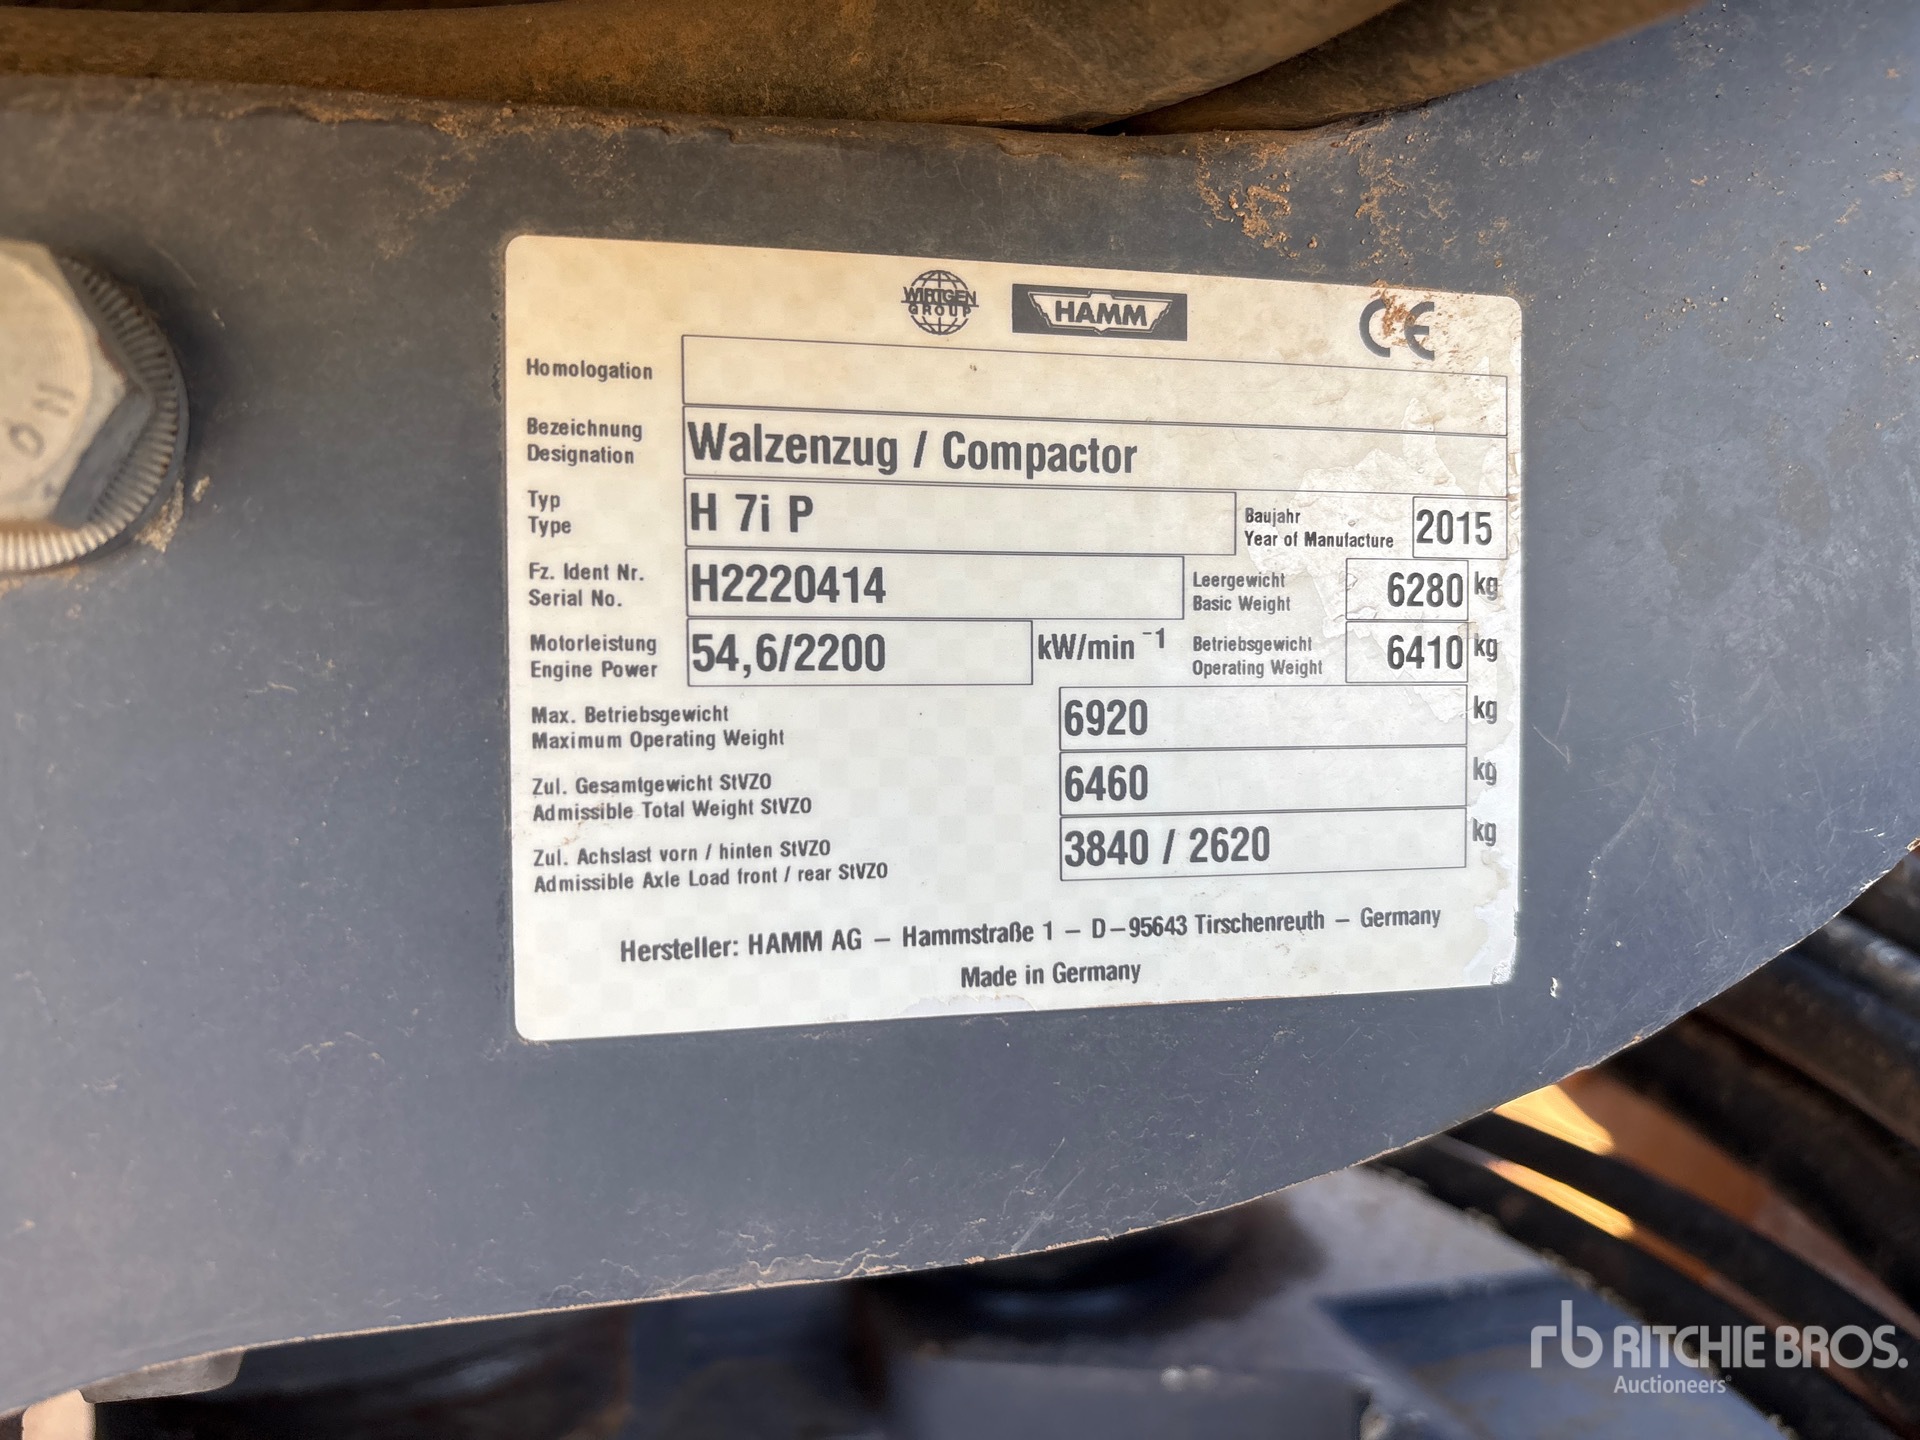 WIRTGEN
GROUP
HAMM
CE
Homologation
Bezeichnung
Designation
Walzenzug / Compactor
Typ
Type
H 7i P
Baujahr
Year of Manufacture
2015
Fz. Ident Nr.
Serial No.
H2220414
Leergewicht
Basic Weight
6280 kg
Motorleistung
Engine Power
54,6/2200 kW/min ⁻¹
Betriebsgewicht
Operating Weight
6410 kg
Max. Betriebsgewicht
Maximum Operating Weight
6920 kg
Zul. Gesamtgewicht StVZO
Admissible Total Weight StVZO
6460 kg
Zul. Achslast vorn / hinten StVZO
Admissible Axle Load front / rear StVZO
3840 / 2620 kg
Hersteller: HAMM AG – Hammstraße 1 – D–95643 Tirschenreuth – Germany
Made in Germany
rb RITCHIE BROS.
Auctioneers